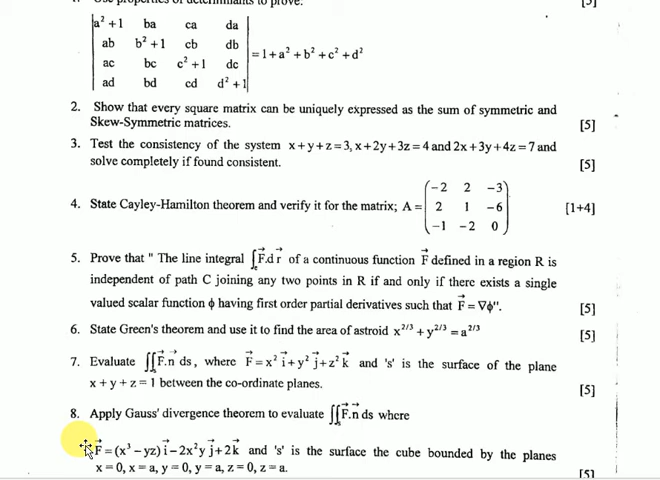 1. Use properties of determinants to prove: [5]
|a² + 1 ba ca da|
|ab b² + 1 cb db|
|ac bc c² + 1 dc| = 1 + a² + b² + c² + d²
|ad bd cd d² + 1|
2. Show that every square matrix can be uniquely expressed as the sum of symmetric and
Skew-Symmetric matrices. [5]
3. Test the consistency of the system x + y + z = 3, x + 2y + 3z = 4 and 2x + 3y + 4z = 7 and
solve completely if found consistent. [5]
4. State Cayley-Hamilton theorem and verify it for the matrix; A = (−2 2 −3; 2 1 −6; −1 −2 0) [1+4]
5. Prove that " The line integral ∫c F⃗.d r⃗ of a continuous function F⃗ defined in a region R is
independent of path C joining any two points in R if and only if there exists a single
valued scalar function ϕ having first order partial derivatives such that F⃗ = ∇ϕ". [5]
6. State Green's theorem and use it to find the area of astroid x^2/3 + y^2/3 = a^2/3 [5]
7. Evaluate ∬s F⃗.n⃗ ds, where F⃗ = x² i⃗ + y² j⃗ + z² k⃗ and 's' is the surface of the plane
x + y + z = 1 between the co-ordinate planes. [5]
8. Apply Gauss' divergence theorem to evaluate ∬s F⃗.n⃗ ds where
F⃗ = (x³ − yz) i⃗ − 2x²y j⃗ + 2k⃗ and 's' is the surface the cube bounded by the planes
x = 0, x = a, y = 0, y = a, z = 0, z = a. [5]